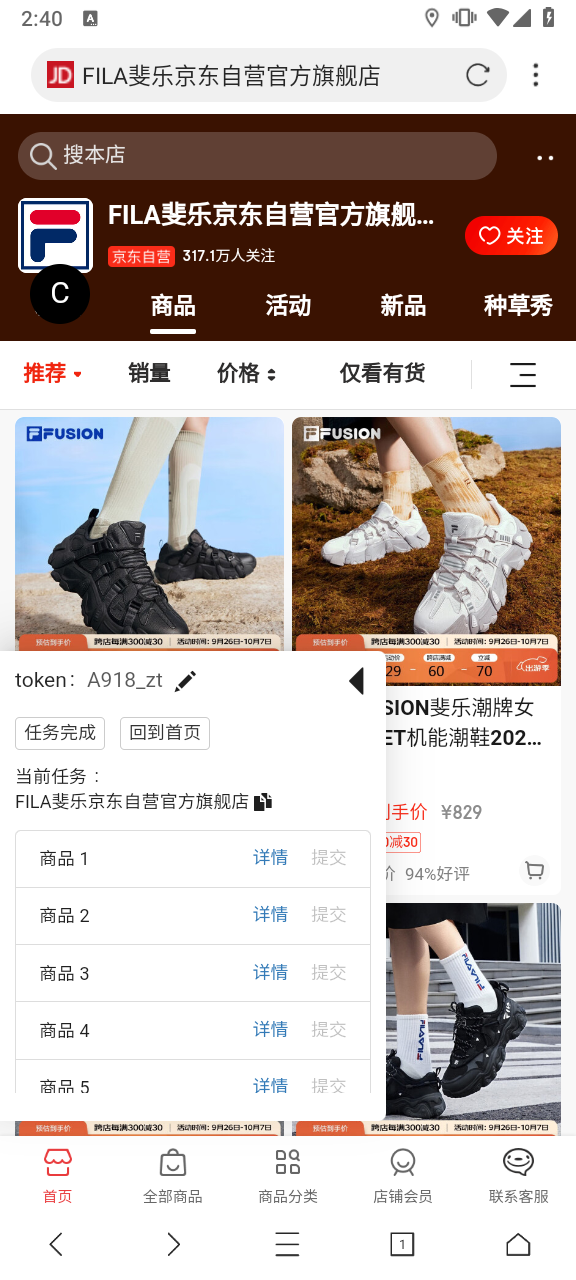 2:40
A
JD FILA斐乐京东自营官方旗舰店
搜本店
FILA斐乐京东自营官方旗舰...
京东自营 317.1万人关注
关注
C
商品 活动 新品 种草秀
推荐 销量 价格 仅看有货
FUSION
FUSION
预估到手价 跨店每满300减30 活动时间：9月26日-10月7日
预估到手价 跨店每满300减30 活动时间：9月26日-10月7日
动价 跨店满减 立减
29 60 70 出游季
token： A918_zt
任务完成 回到首页
当前任务：
FILA斐乐京东自营官方旗舰店
SION斐乐潮牌女
ET机能潮鞋202...
到手价 ¥829
0减30
价 94%好评
商品 1 详情 提交
商品 2 详情 提交
商品 3 详情 提交
商品 4 详情 提交
商品 5 详情 提交
FILA
FILA
预估到手价 跨店每满300减30 活动时间：9月26日-10月7日
预估到手价 跨店每满300减30 活动时间：9月26日-10月7日
首页 全部商品 商品分类 店铺会员 联系客服
1